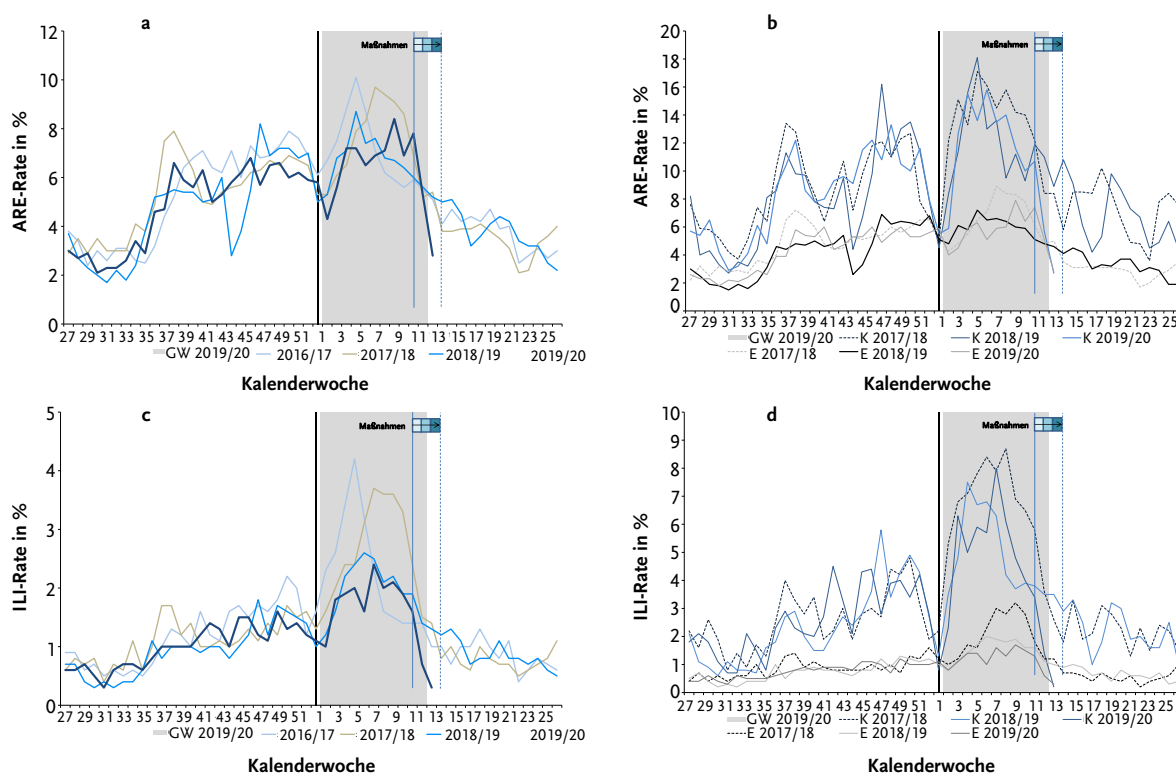 a
ARE-Rate in %
12
10
8
6
4
2
0
Maßnahmen
27 29 31 33 35 37 39 41 43 45 47 49 51 1 3 5 7 9 11 13 15 17 19 21 23 25
GW 2019/20 2016/17 2017/18 2018/19 2019/20
Kalenderwoche
b
ARE-Rate in %
20
18
16
14
12
10
8
6
4
2
0
Maßnahmen
27 29 31 33 35 37 39 41 43 45 47 49 51 1 3 5 7 9 11 13 15 17 19 21 23 25
GW 2019/20 K 2017/18 K 2018/19 K 2019/20
E 2017/18 E 2018/19 E 2019/20
Kalenderwoche
c
ILI-Rate in %
5
4
3
2
1
0
Maßnahmen
27 29 31 33 35 37 39 41 43 45 47 49 51 1 3 5 7 9 11 13 15 17 19 21 23 25
GW 2019/20 2016/17 2017/18 2018/19 2019/20
Kalenderwoche
d
ILI-Rate in %
10
9
8
7
6
5
4
3
2
1
0
Maßnahmen
27 29 31 33 35 37 39 41 43 45 47 49 51 1 3 5 7 9 11 13 15 17 19 21 23 25
GW 2019/20 K 2017/18 K 2018/19 K 2019/20
E 2017/18 E 2018/19 E 2019/20
Kalenderwoche